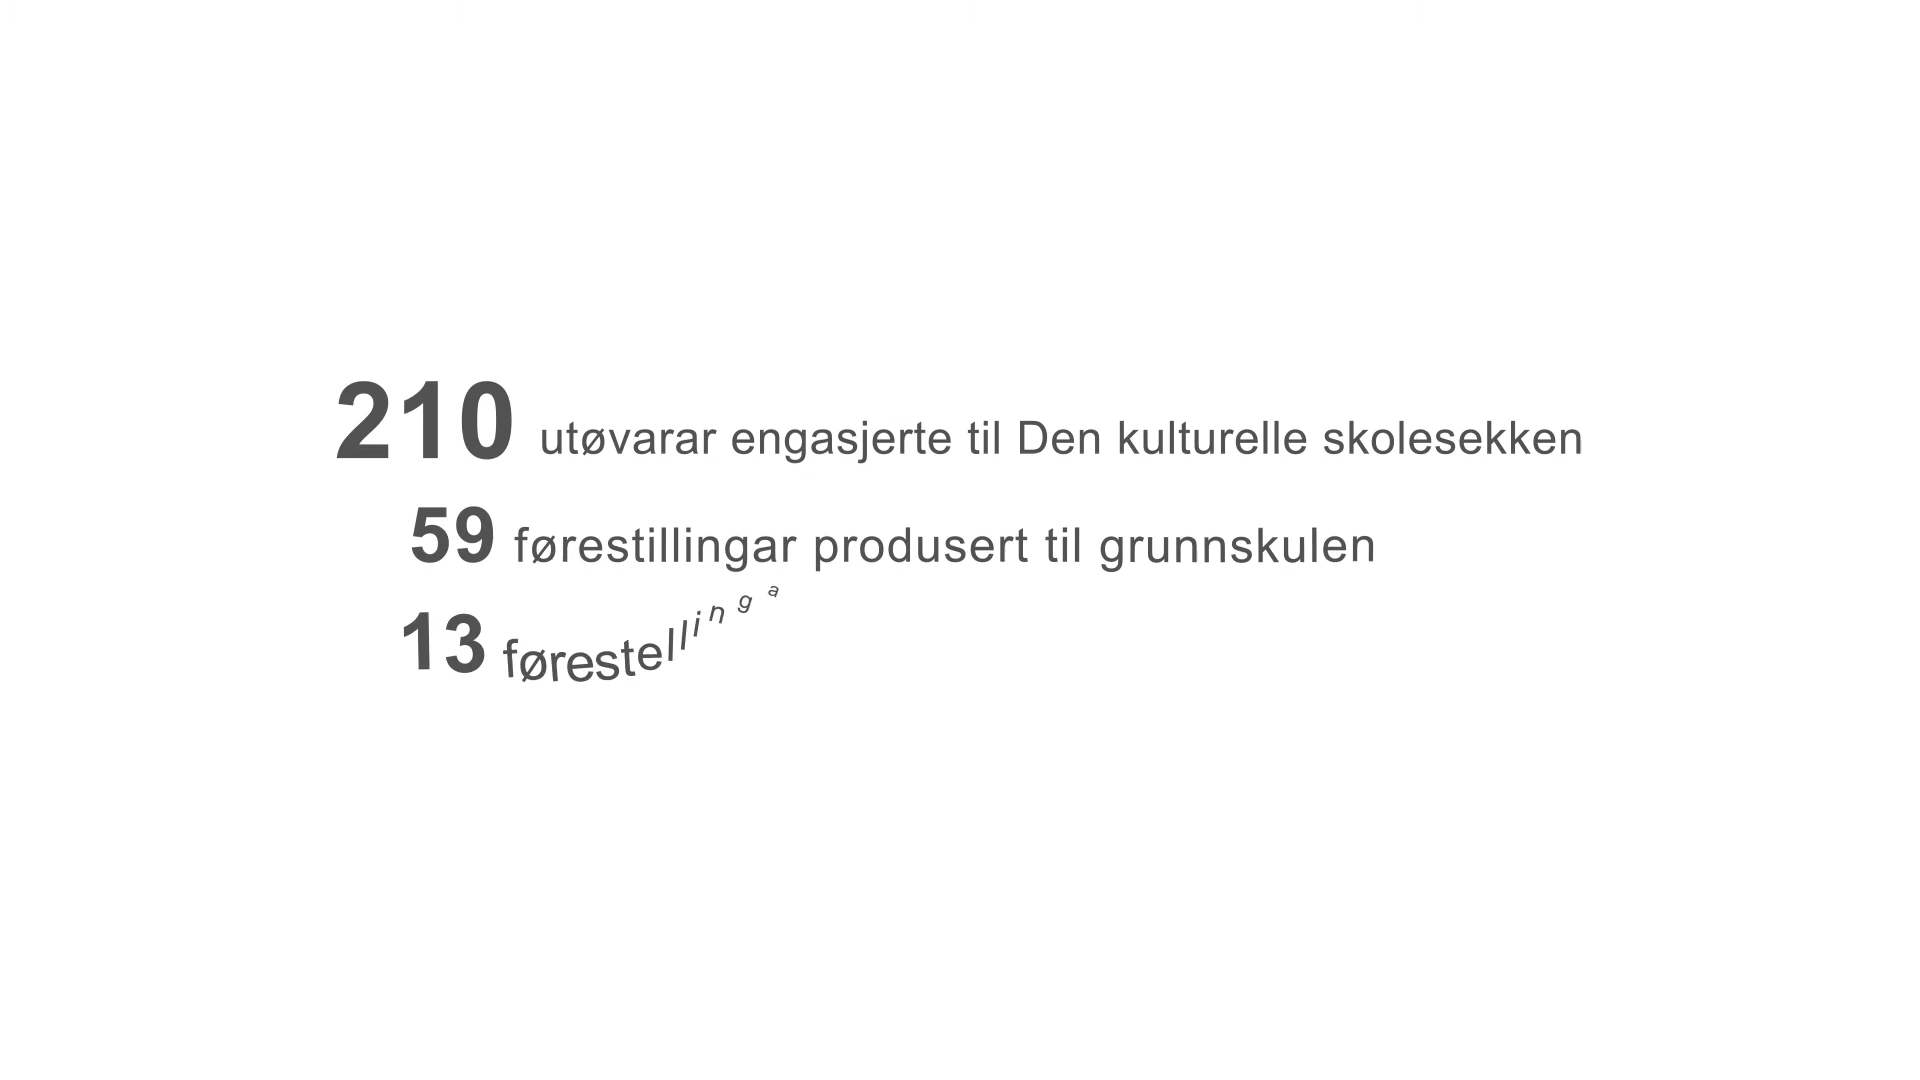 210 utøvarar engasjerte til Den kulturelle skolesekken
59 førestillingar produsert til grunnskulen
13 førestellinga